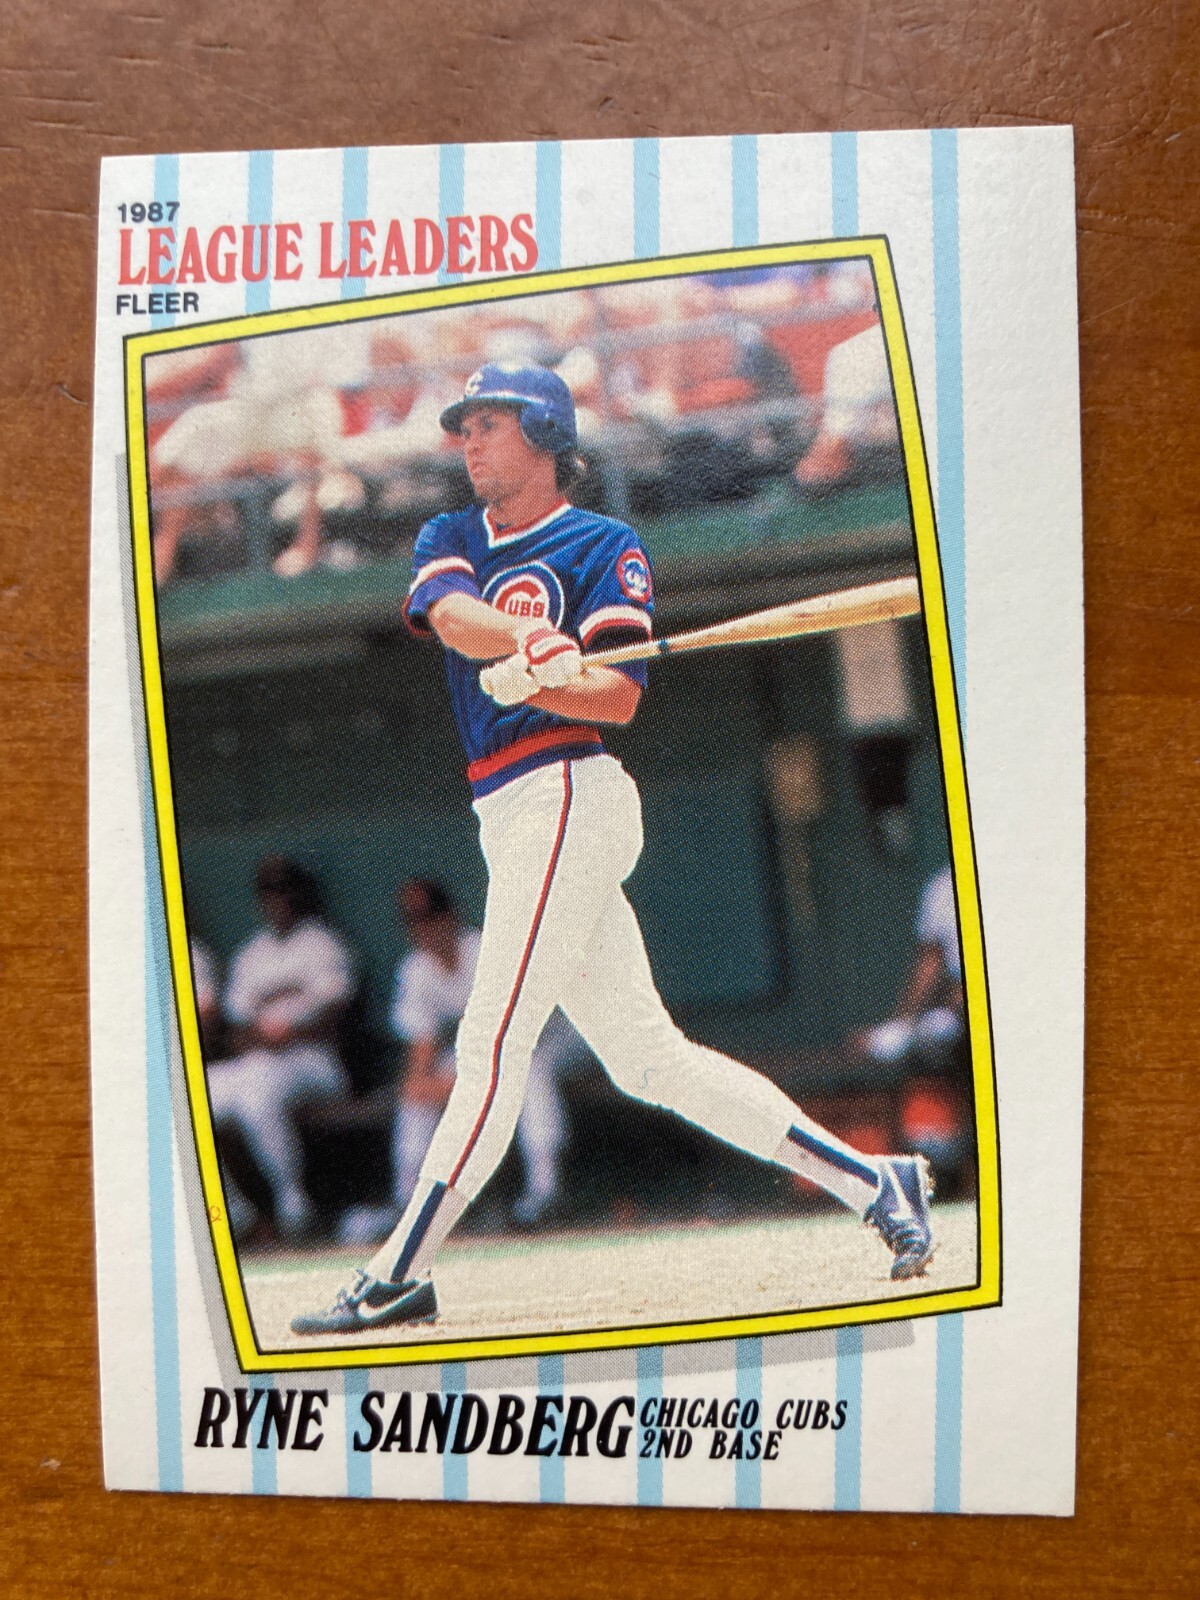 1987
LEAGUE LEADERS
FLEER
CUBS
RYNE SANDBERG
CHICAGO CUBS
2ND BASE